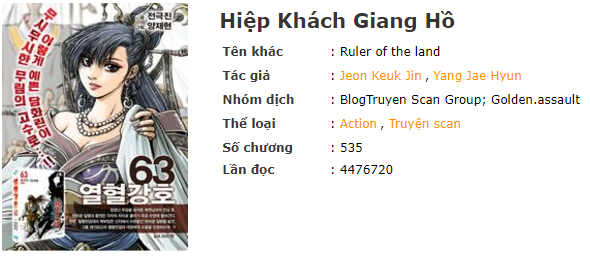 전극진
양재현
무시무시한 무림의 고수로…!!
이렇게 예쁜 담화린이
63
열혈강호
Hiệp Khách Giang Hồ
Tên khác : Ruler of the land
Tác giả : Jeon Keuk Jin , Yang Jae Hyun
Nhóm dịch : BlogTruyen Scan Group; Golden.assault
Thể loại : Action , Truyện scan
Số chương : 535
Lần đọc : 4476720